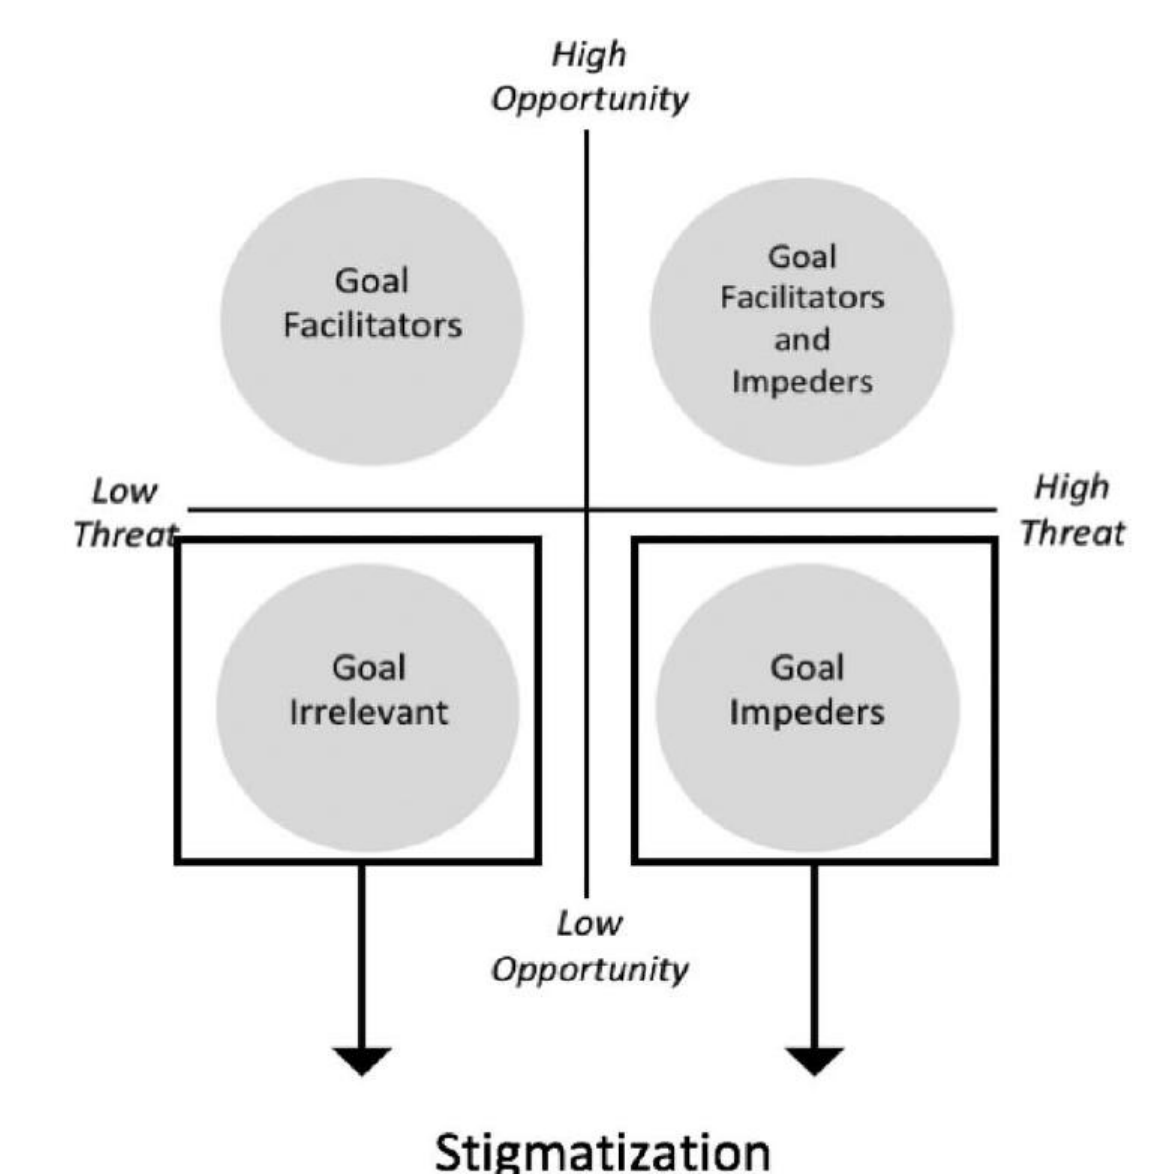 High
Opportunity
Goal
Facilitators
Goal
Facilitators
and
Impeders
Low
Threat
High
Threat
Goal
Irrelevant
Goal
Impeders
Low
Opportunity
Stigmatization